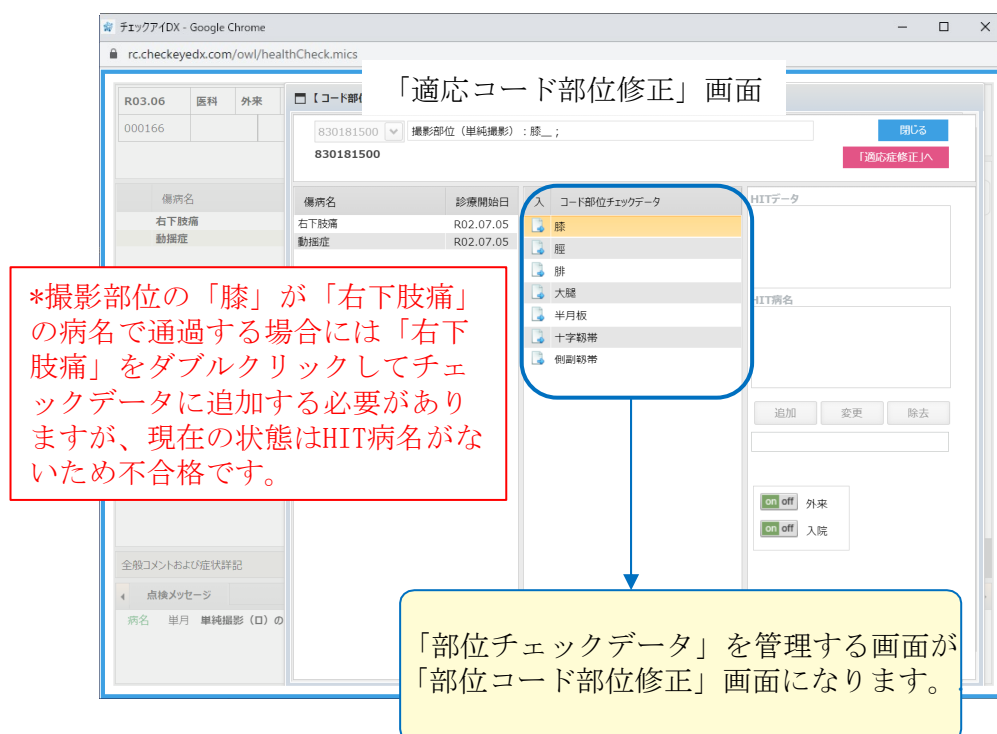 チェックアイDX - Google Chrome
rc.checkeyedx.com/owl/healthCheck.mics
「適応コード部位修正」画面
R03.06 医科 外来
【コード部
000166
830181500 撮影部位（単純撮影）：膝__；
閉じる
830181500
「適応症修正」へ
傷病名
右下肢痛
動揺症
傷病名 診療開始日
右下肢痛 R02.07.05
動揺症 R02.07.05
入 コード部位チェックデータ
膝
脛
腓
大腿
半月板
十字靱帯
側副靱帯
HITデータ
HIT病名
追加 変更 除去
on off 外来
on off 入院
*撮影部位の「膝」が「右下肢痛」
の病名で通過する場合には「右下
肢痛」をダブルクリックしてチェ
ックデータに追加する必要があり
ますが、現在の状態はHIT病名がな
いため不合格です。
全般コメントおよび症状詳記
点検メッセージ
病名 単月 単純撮影（ロ）の
「部位チェックデータ」を管理する画面が
「部位コード部位修正」画面になります。